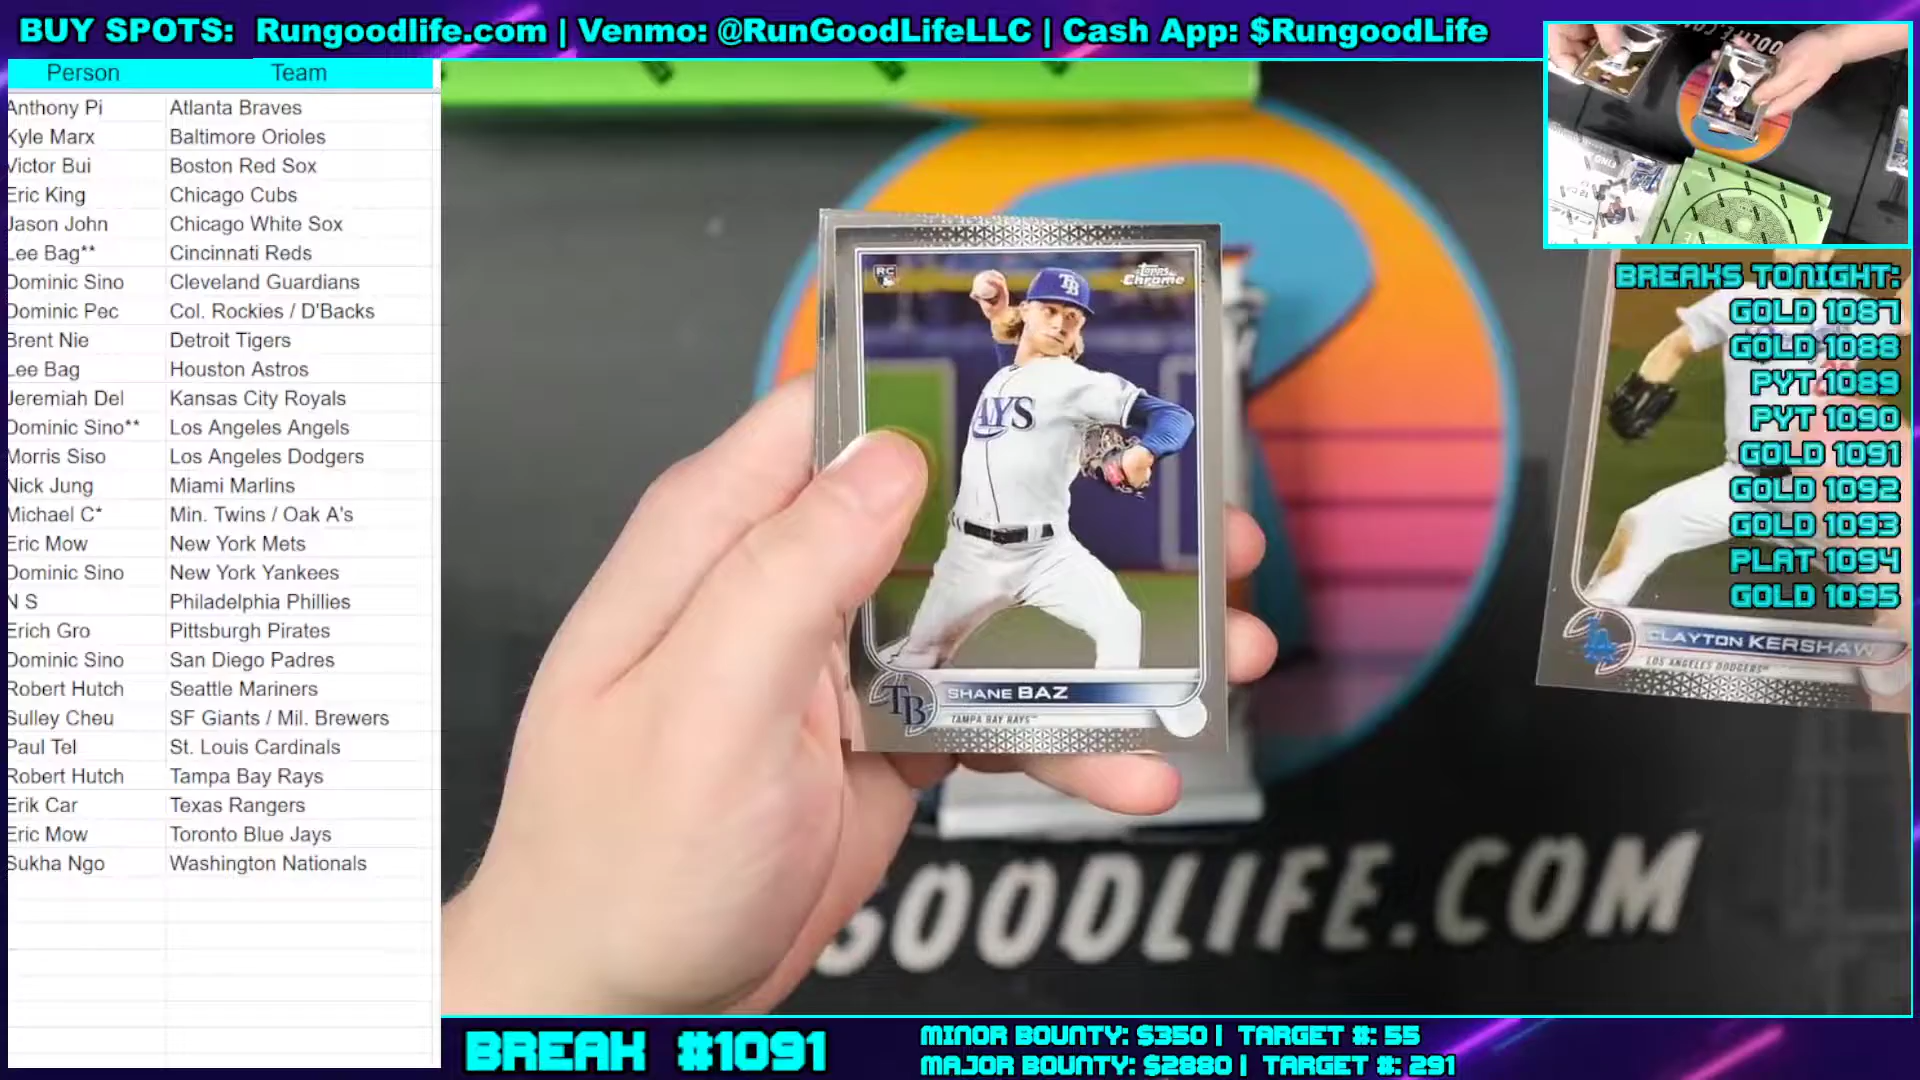 BUY SPOTS: Rungoodlife.com | Venmo: @RunGoodLifeLLC | Cash App: $RungoodLife
Person Team
Anthony Pi Atlanta Braves
Kyle Marx Baltimore Orioles
Victor Bui Boston Red Sox
Eric King Chicago Cubs
Jason John Chicago White Sox
Lee Bag** Cincinnati Reds
Dominic Sino Cleveland Guardians
Dominic Pec Col. Rockies / D'Backs
Brent Nie Detroit Tigers
Lee Bag Houston Astros
Jeremiah Del Kansas City Royals
Dominic Sino** Los Angeles Angels
Morris Siso Los Angeles Dodgers
Nick Jung Miami Marlins
Michael C* Min. Twins / Oak A's
Eric Mow New York Mets
Dominic Sino New York Yankees
N S Philadelphia Phillies
Erich Gro Pittsburgh Pirates
Dominic Sino San Diego Padres
Robert Hutch Seattle Mariners
Sulley Cheu SF Giants / Mil. Brewers
Paul Tel St. Louis Cardinals
Robert Hutch Tampa Bay Rays
Erik Car Texas Rangers
Eric Mow Toronto Blue Jays
Sukha Ngo Washington Nationals
RC
Topps Chrome
TB
AYS
TB SHANE BAZ
TAMPA BAY RAYS
GOODLIFE.COM
BREAKS TONIGHT:
GOLD 1087
GOLD 1088
PYT 1089
PYT 1090
GOLD 1091
GOLD 1092
GOLD 1093
PLAT 1094
GOLD 1095
LA CLAYTON KERSHAW
LOS ANGELES DODGERS
BREAK #1091
MINOR BOUNTY: $350 | TARGET #: 55
MAJOR BOUNTY: $2880 | TARGET #: 291